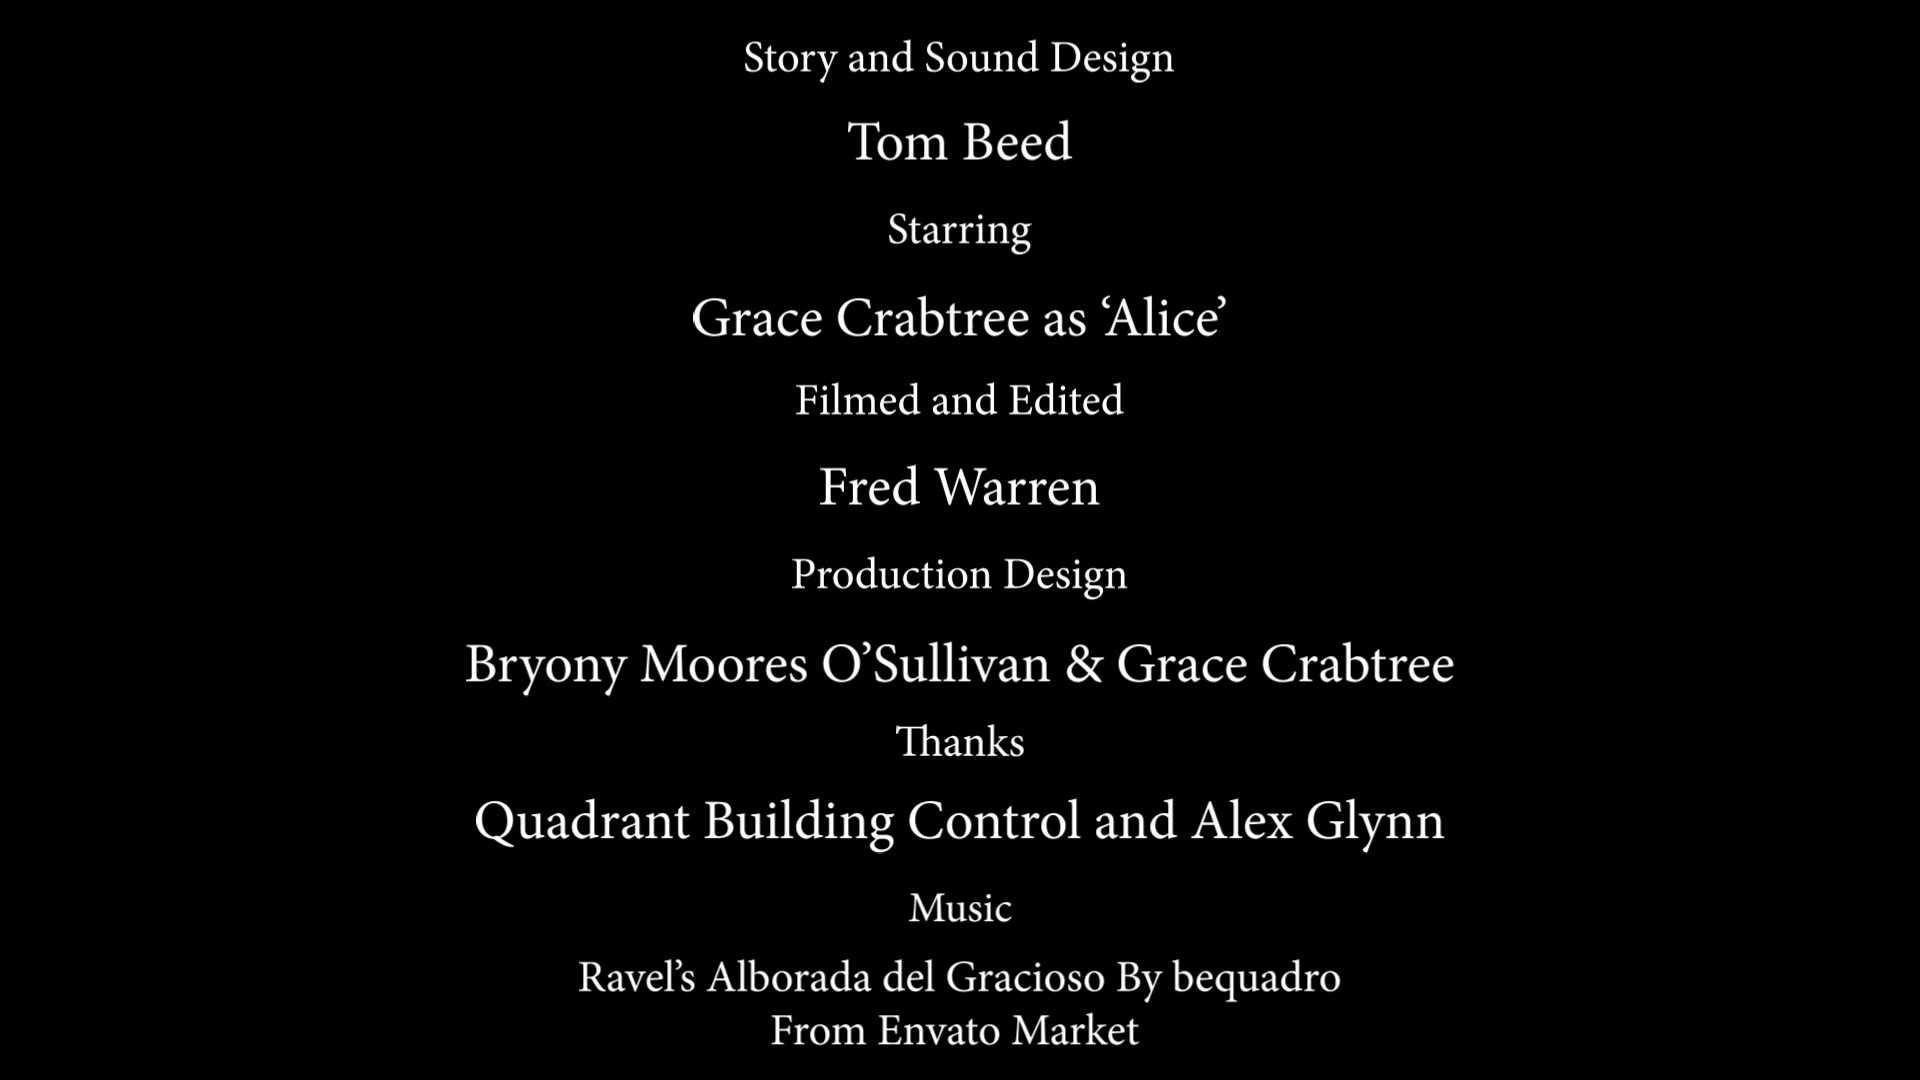 Story and Sound Design
Tom Beed
Starring
Grace Crabtree as ‘Alice’
Filmed and Edited
Fred Warren
Production Design
Bryony Moores O’Sullivan & Grace Crabtree
Thanks
Quadrant Building Control and Alex Glynn
Music
Ravel’s Alborada del Gracioso By bequadro
From Envato Market